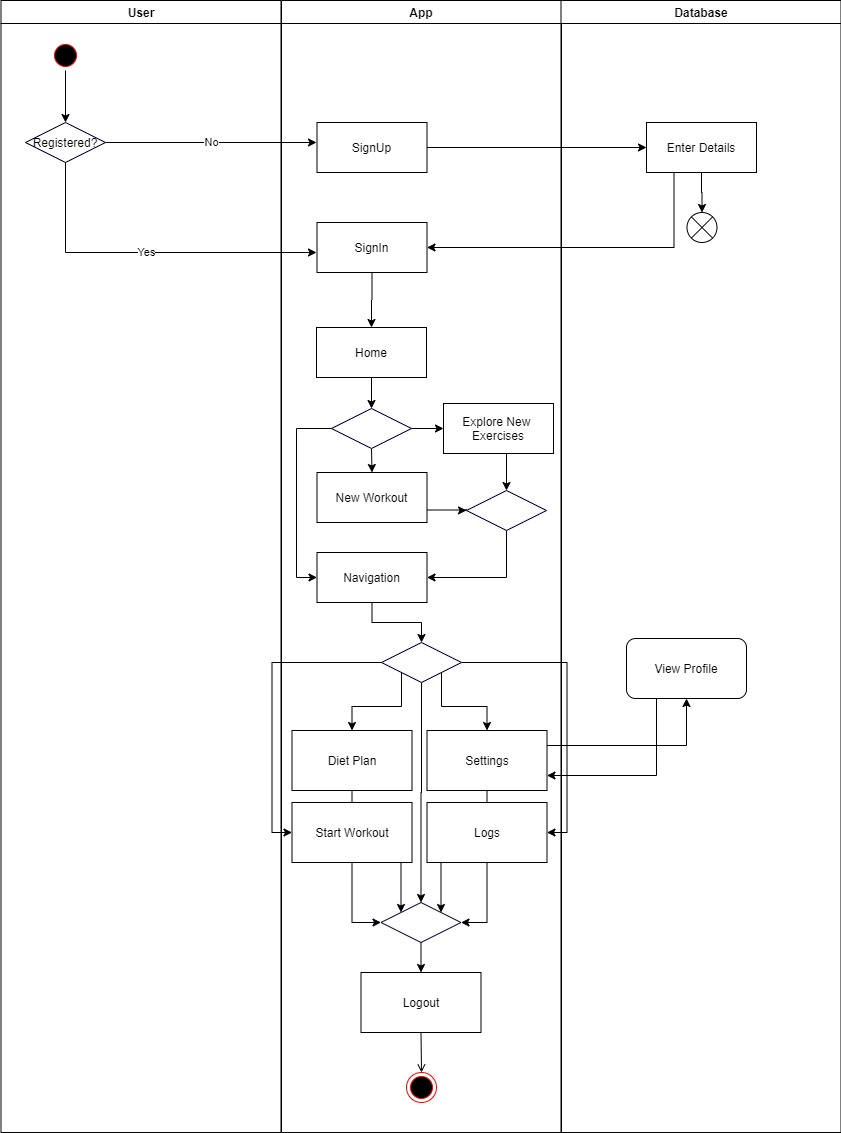 User
App
Database
Registered?
No
SignUp
Enter Details
Yes
SignIn
Home
Explore New
Exercises
New Workout
Navigation
View Profile
Diet Plan
Settings
Start Workout
Logs
Logout